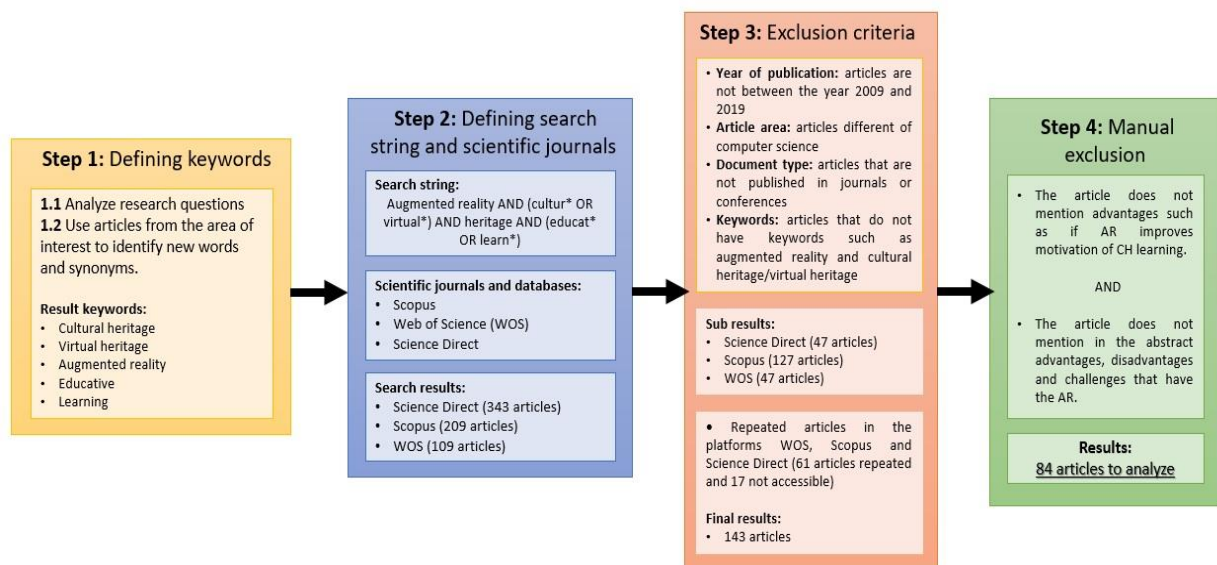 Step 1: Defining keywords
1.1 Analyze research questions
1.2 Use articles from the area of
interest to identify new words
and synonyms.
Result keywords:
• Cultural heritage
• Virtual heritage
• Augmented reality
• Educative
• Learning
Step 2: Defining search
string and scientific journals
Search string:
Augmented reality AND (cultur* OR
virtual*) AND heritage AND (educat*
OR learn*)
Scientific journals and databases:
• Scopus
• Web of Science (WOS)
• Science Direct
Search results:
• Science Direct (343 articles)
• Scopus (209 articles)
• WOS (109 articles)
Step 3: Exclusion criteria
• Year of publication: articles are
not between the year 2009 and
2019
• Article area: articles different of
computer science
• Document type: articles that are
not published in journals or
conferences
• Keywords: articles that do not
have keywords such as
augmented reality and cultural
heritage/virtual heritage
Sub results:
• Science Direct (47 articles)
• Scopus (127 articles)
• WOS (47 articles)
• Repeated articles in the
platforms WOS, Scopus and
Science Direct (61 articles repeated
and 17 not accessible)
Final results:
• 143 articles
Step 4: Manual
exclusion
• The article does not
mention advantages such
as if AR improves
motivation of CH learning.
AND
• The article does not
mention in the abstract
advantages, disadvantages
and challenges that have
the AR.
Results:
84 articles to analyze